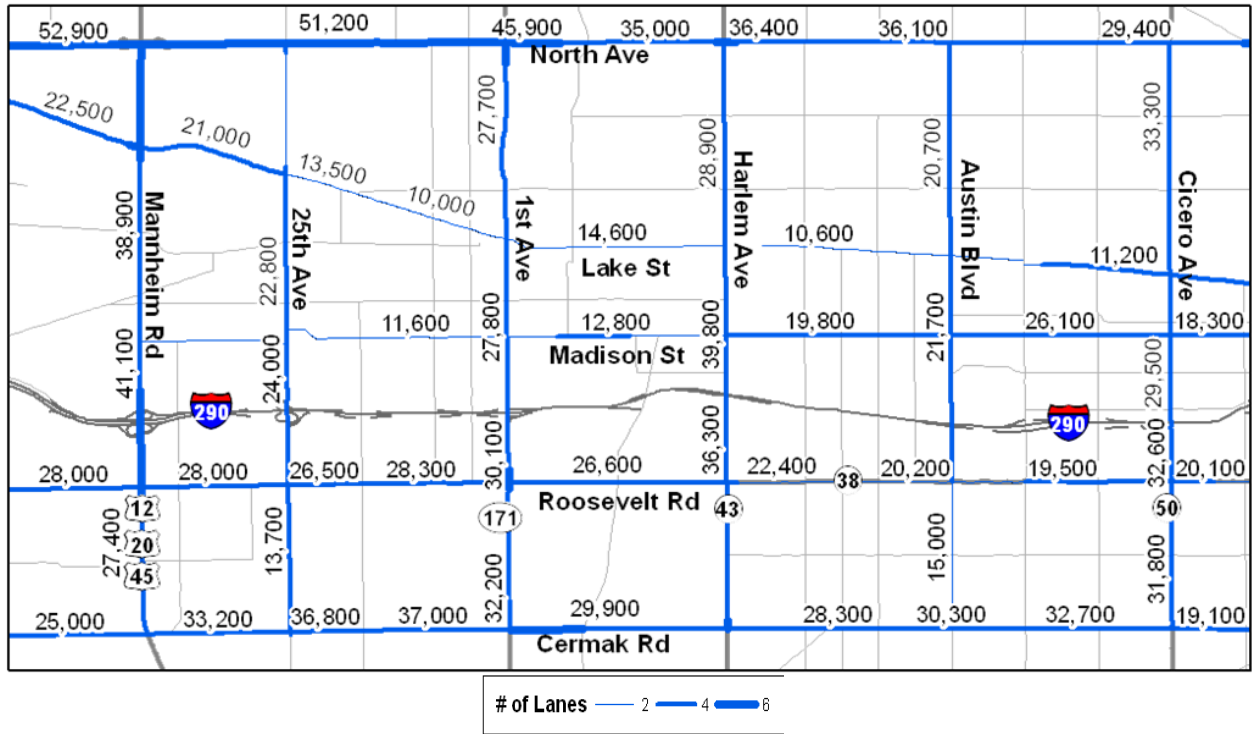 52,900 51,200 45,900 35,000 36,400 36,100 29,400
North Ave
22,500 21,000 13,500 10,000
27,700 28,900 20,700 33,300
38,900 22,800
Mannheim Rd
25th Ave
1st Ave
Harlem Ave
Austin Blvd
Cicero Ave
14,600 10,600 11,200
Lake St
11,600 12,800 19,800 26,100 18,300
Madison St
41,100 24,000 27,800 39,800 21,700 29,500
290 290
28,000 28,000 26,500 28,300 26,600 22,400 20,200 19,500 20,100
30,100 36,300 32,600
38
Roosevelt Rd
12
20
45
171
43
50
27,400 13,700 32,200 15,000 31,800
25,000 33,200 36,800 37,000 29,900 28,300 30,300 32,700 19,100
Cermak Rd
# of Lanes 2 4 6